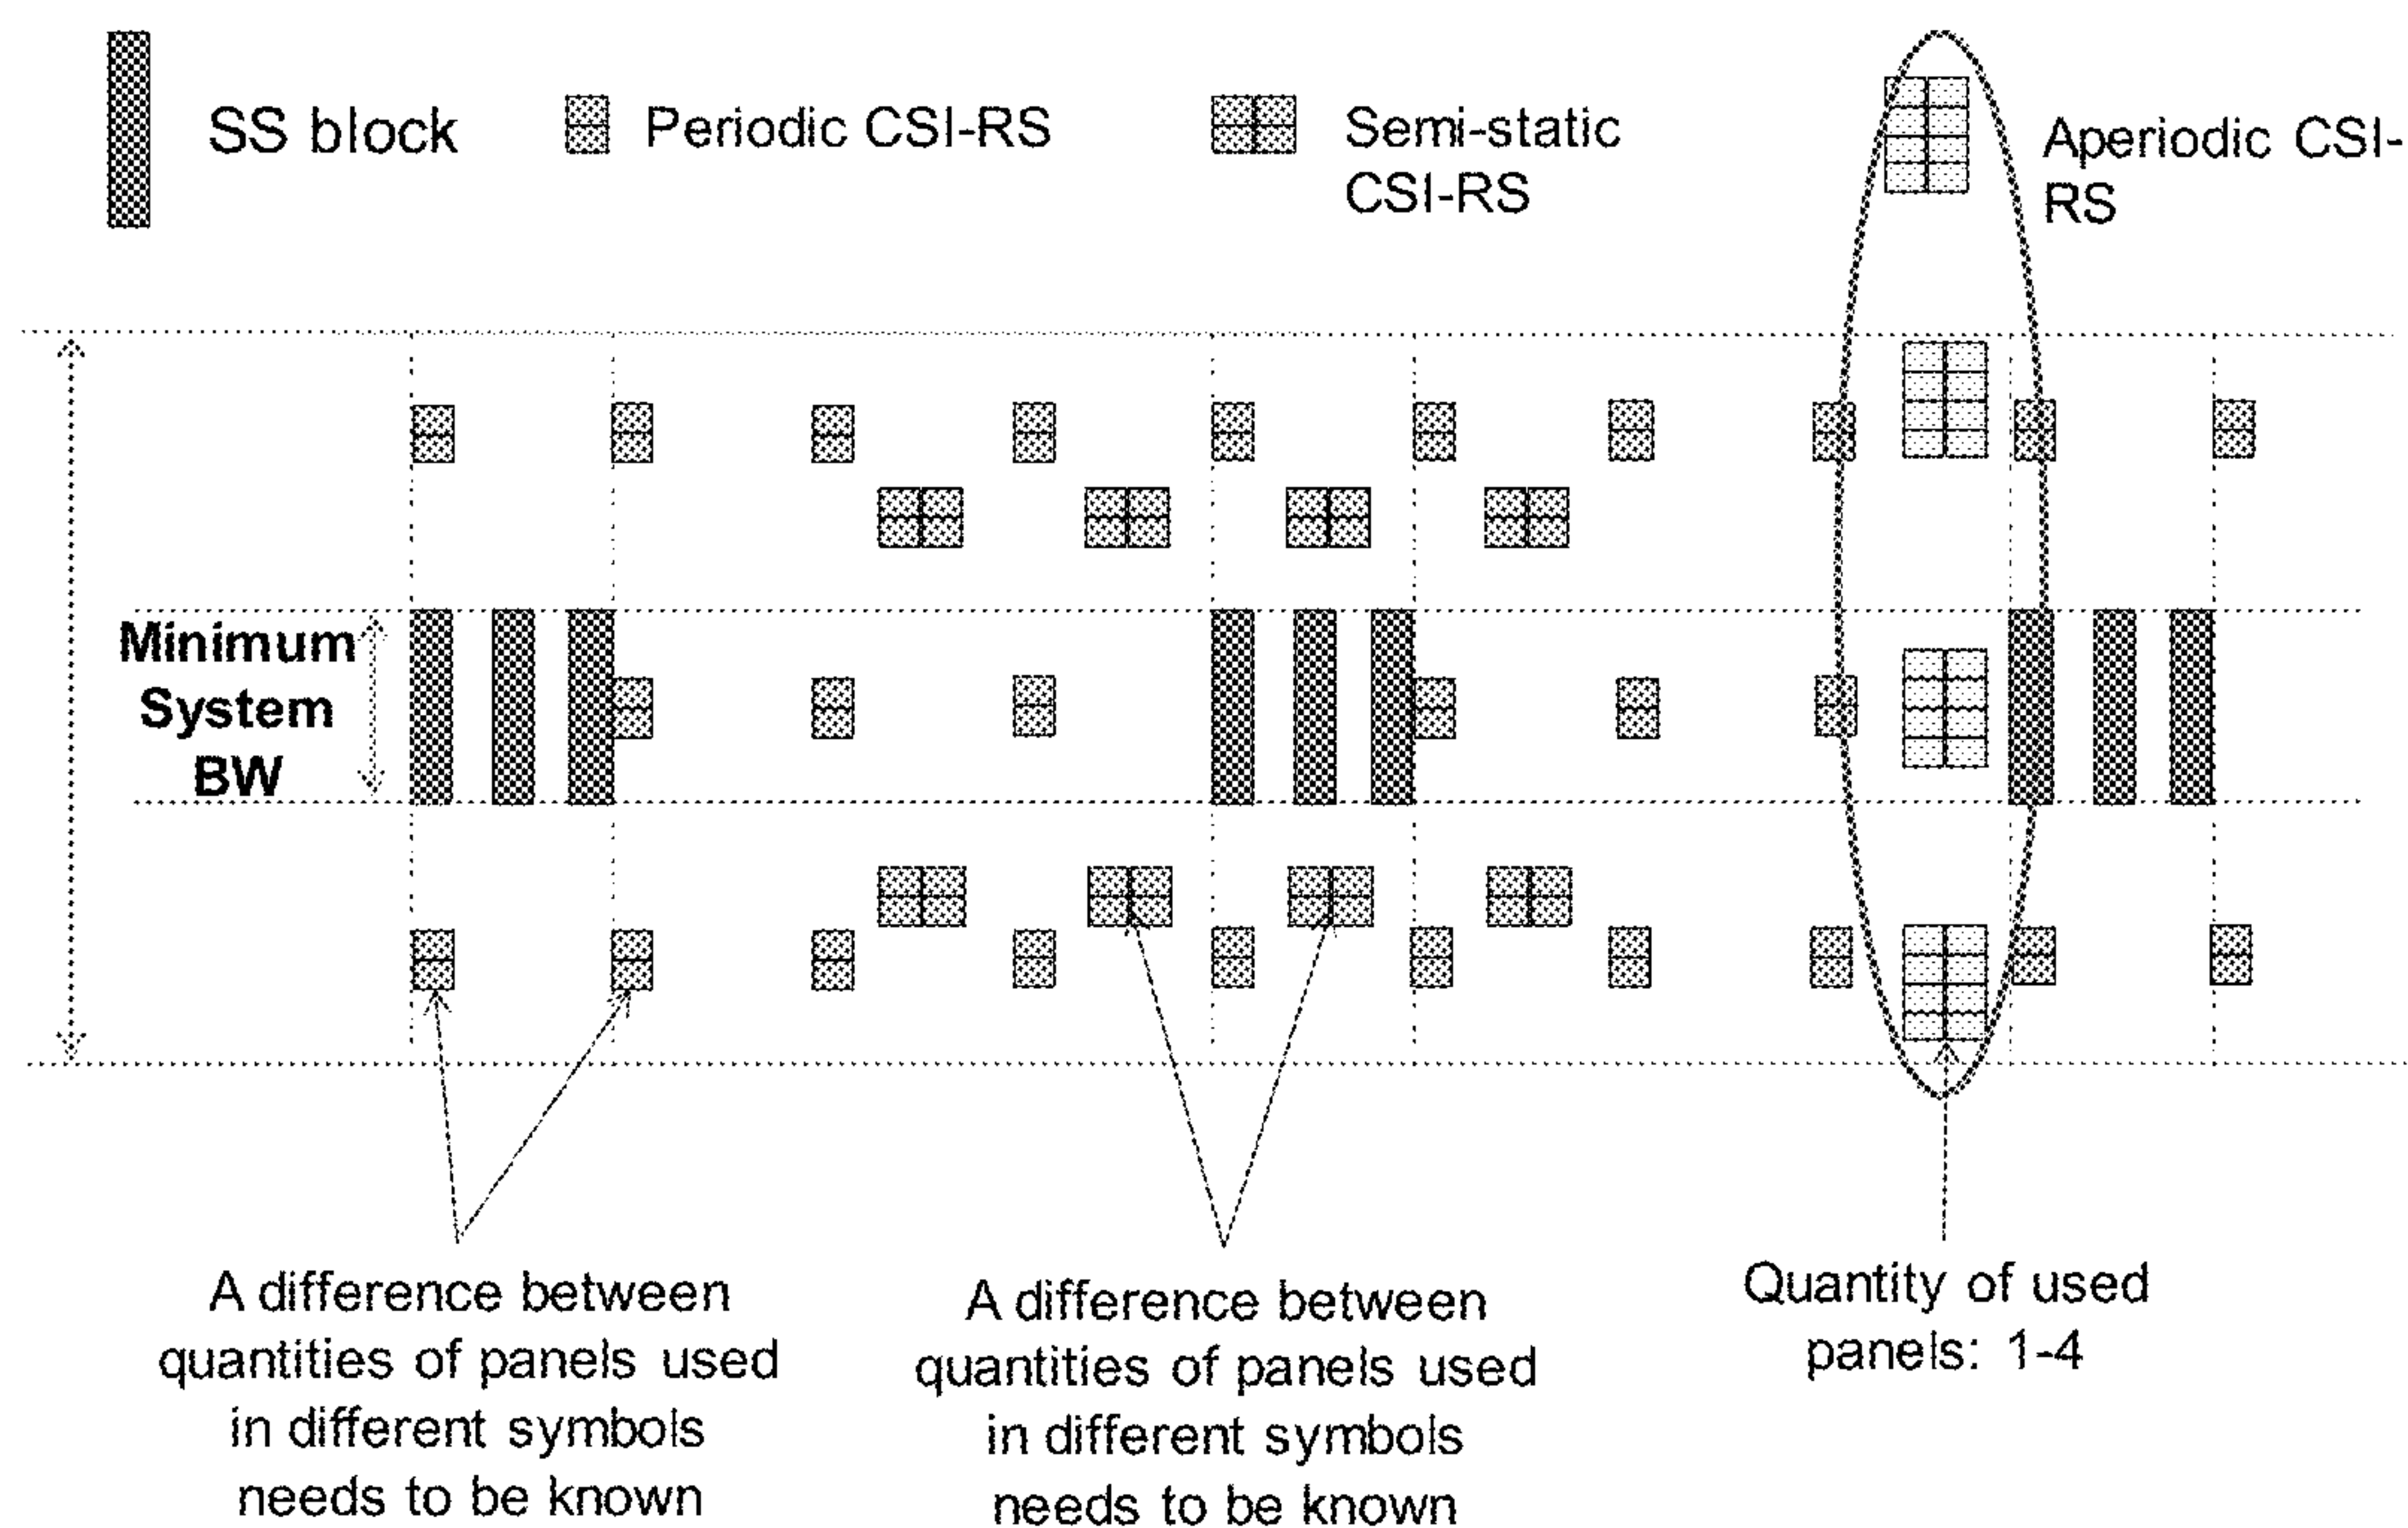 SS block
Periodic CSI-RS
Semi-static
CSI-RS
Aperiodic CSI-
RS
Minimum
System
BW
A difference between
quantities of panels used
in different symbols
needs to be known
A difference between
quantities of panels used
in different symbols
needs to be known
Quantity of used
panels: 1-4